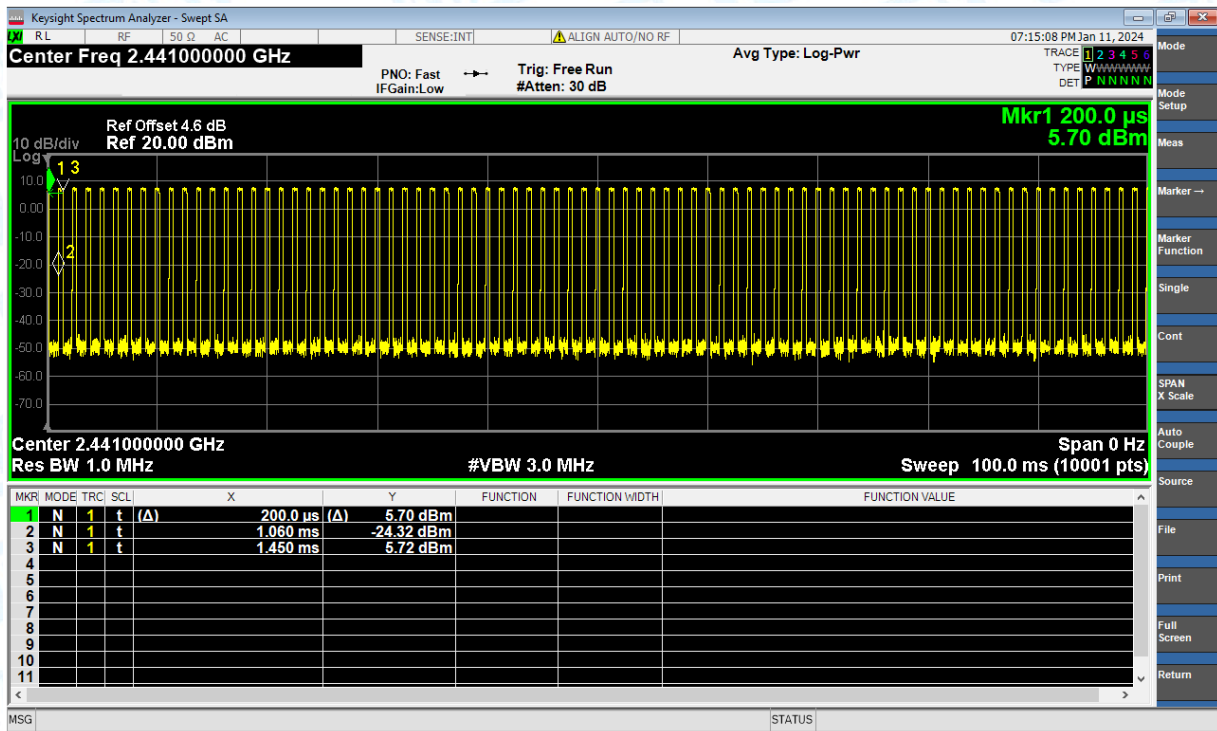 Keysight Spectrum Analyzer - Swept SA
LXI RL RF 50 Ω AC SENSE:INT ALIGN AUTO/NO RF 07:15:08 PM Jan 11, 2024
Center Freq 2.441000000 GHz
PNO: Fast
IFGain:Low
Trig: Free Run
#Atten: 30 dB
Avg Type: Log-Pwr
TRACE 1 2 3 4 5 6
TYPE WWWWWW
DET P N N N N N
Mkr1 200.0 µs
5.70 dBm
Ref Offset 4.6 dB
10 dB/div Ref 20.00 dBm
Log
1 3
2
10.0
0.00
-10.0
-20.0
-30.0
-40.0
-50.0
-60.0
-70.0
Center 2.441000000 GHz Span 0 Hz
Res BW 1.0 MHz #VBW 3.0 MHz Sweep 100.0 ms (10001 pts)
MKR MODE TRC SCL X Y FUNCTION FUNCTION WIDTH FUNCTION VALUE
1 N 1 t (Δ) 200.0 µs (Δ) 5.70 dBm
2 N 1 t 1.060 ms -24.32 dBm
3 N 1 t 1.450 ms 5.72 dBm
4
5
6
7
8
9
10
11
MSG STATUS
Mode
Mode
Setup
Meas
Marker →
Marker
Function
Single
Cont
SPAN
X Scale
Auto
Couple
Source
File
Print
Full
Screen
Return